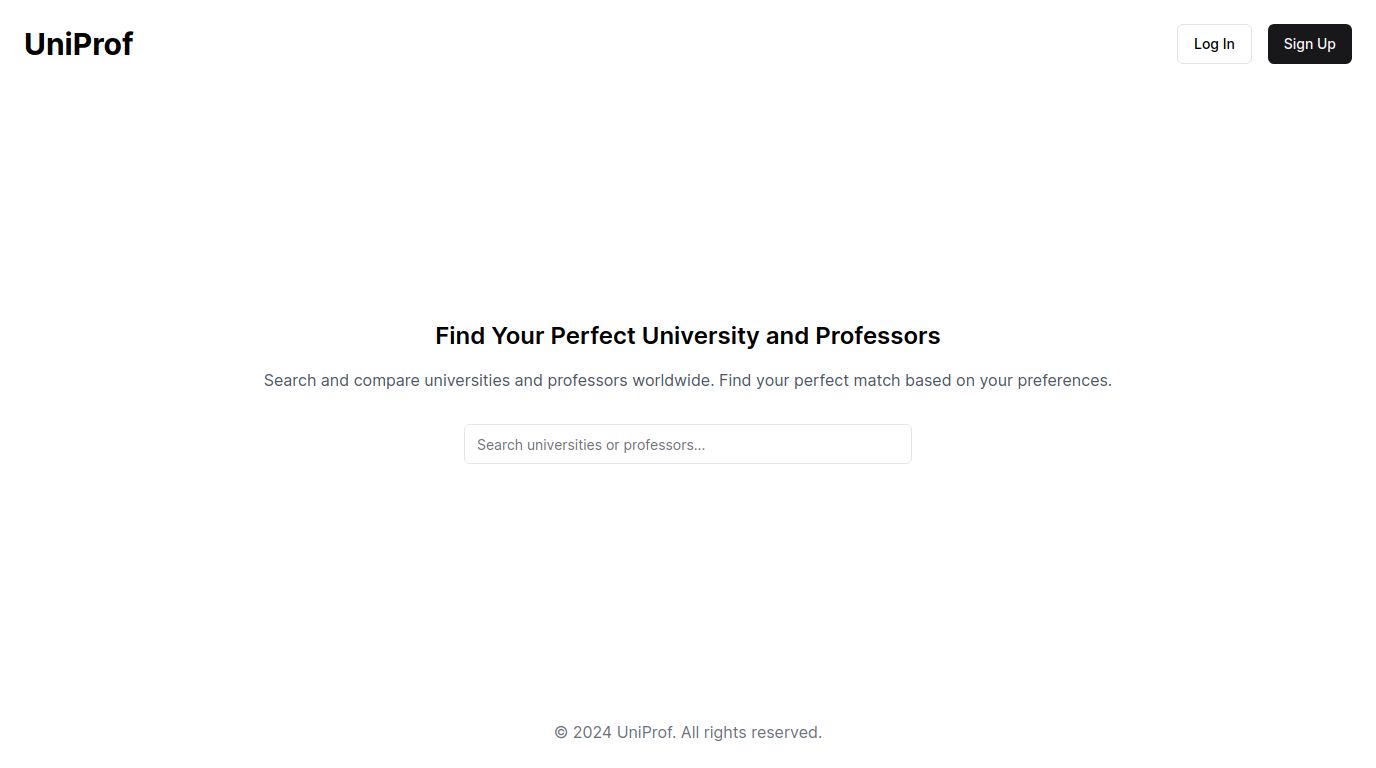 UniProf
Log In
Sign Up
Find Your Perfect University and Professors
Search and compare universities and professors worldwide. Find your perfect match based on your preferences.
Search universities or professors...
© 2024 UniProf. All rights reserved.